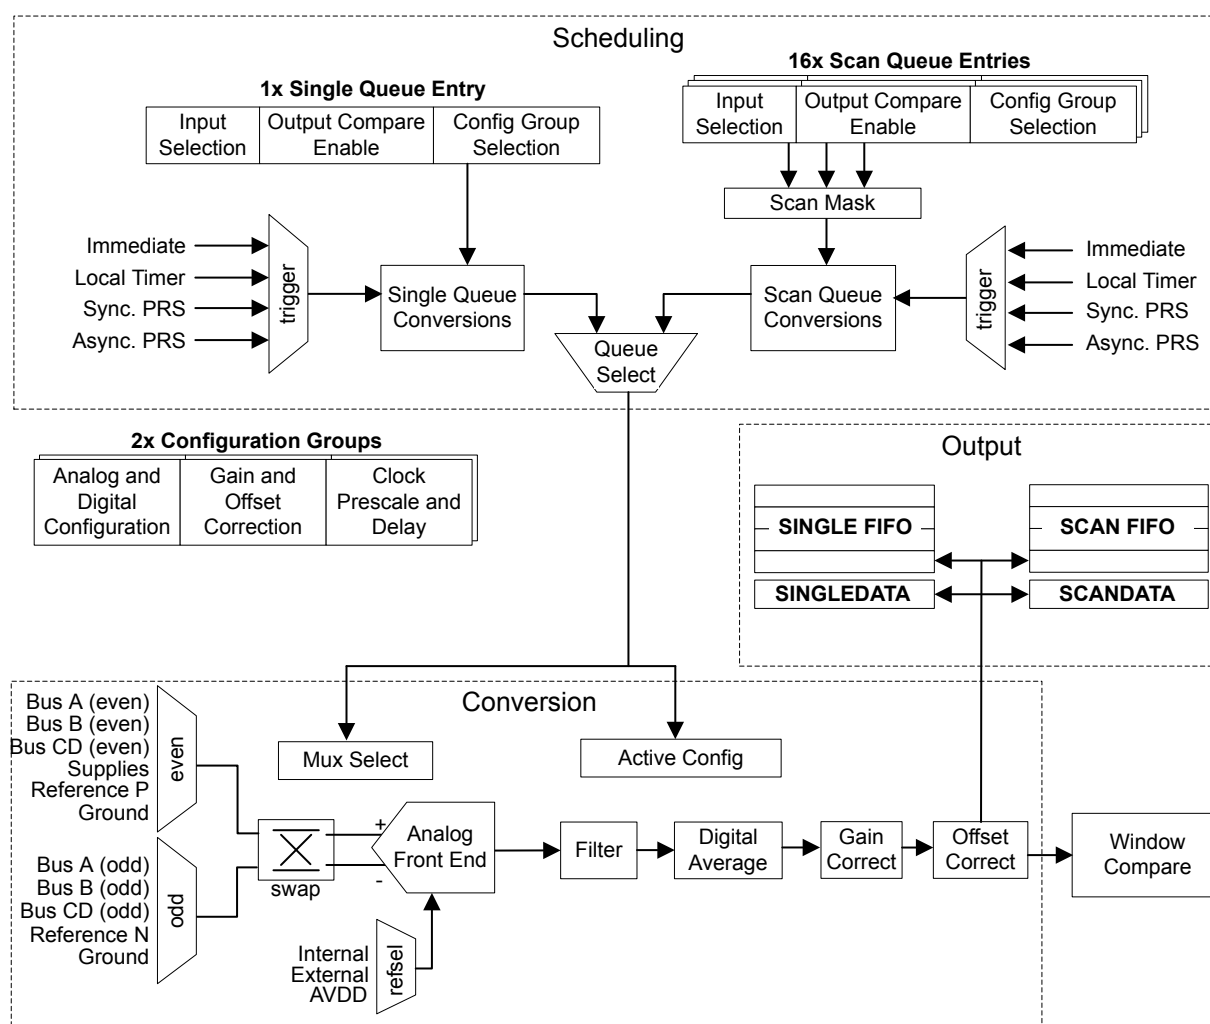 Scheduling
1x Single Queue Entry
Input
Selection
Output Compare
Enable
Config Group
Selection
16x Scan Queue Entries
Input
Selection
Output Compare
Enable
Config Group
Selection
Scan Mask
Immediate
Local Timer
Sync. PRS
Async. PRS
trigger
Single Queue
Conversions
Scan Queue
Conversions
trigger
Immediate
Local Timer
Sync. PRS
Async. PRS
Queue
Select
2x Configuration Groups
Analog and
Digital
Configuration
Gain and
Offset
Correction
Clock
Prescale and
Delay
Output
SINGLE FIFO
SCAN FIFO
SINGLEDATA
SCANDATA
Conversion
Bus A (even)
Bus B (even)
Bus CD (even)
Supplies
Reference P
Ground
even
Mux Select
Active Config
Bus A (odd)
Bus B (odd)
Bus CD (odd)
Reference N
Ground
odd
swap
+
-
Analog
Front End
Internal
External
AVDD
refsel
Filter
Digital
Average
Gain
Correct
Offset
Correct
Window
Compare